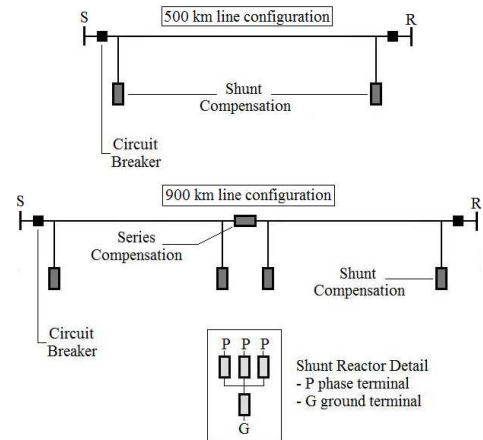 500 km line configuration
S
R
Shunt
Compensation
Circuit
Breaker
900 km line configuration
S
R
Series
Compensation
Shunt
Compensation
Circuit
Breaker
P P P
G
Shunt Reactor Detail
- P phase terminal
- G ground terminal